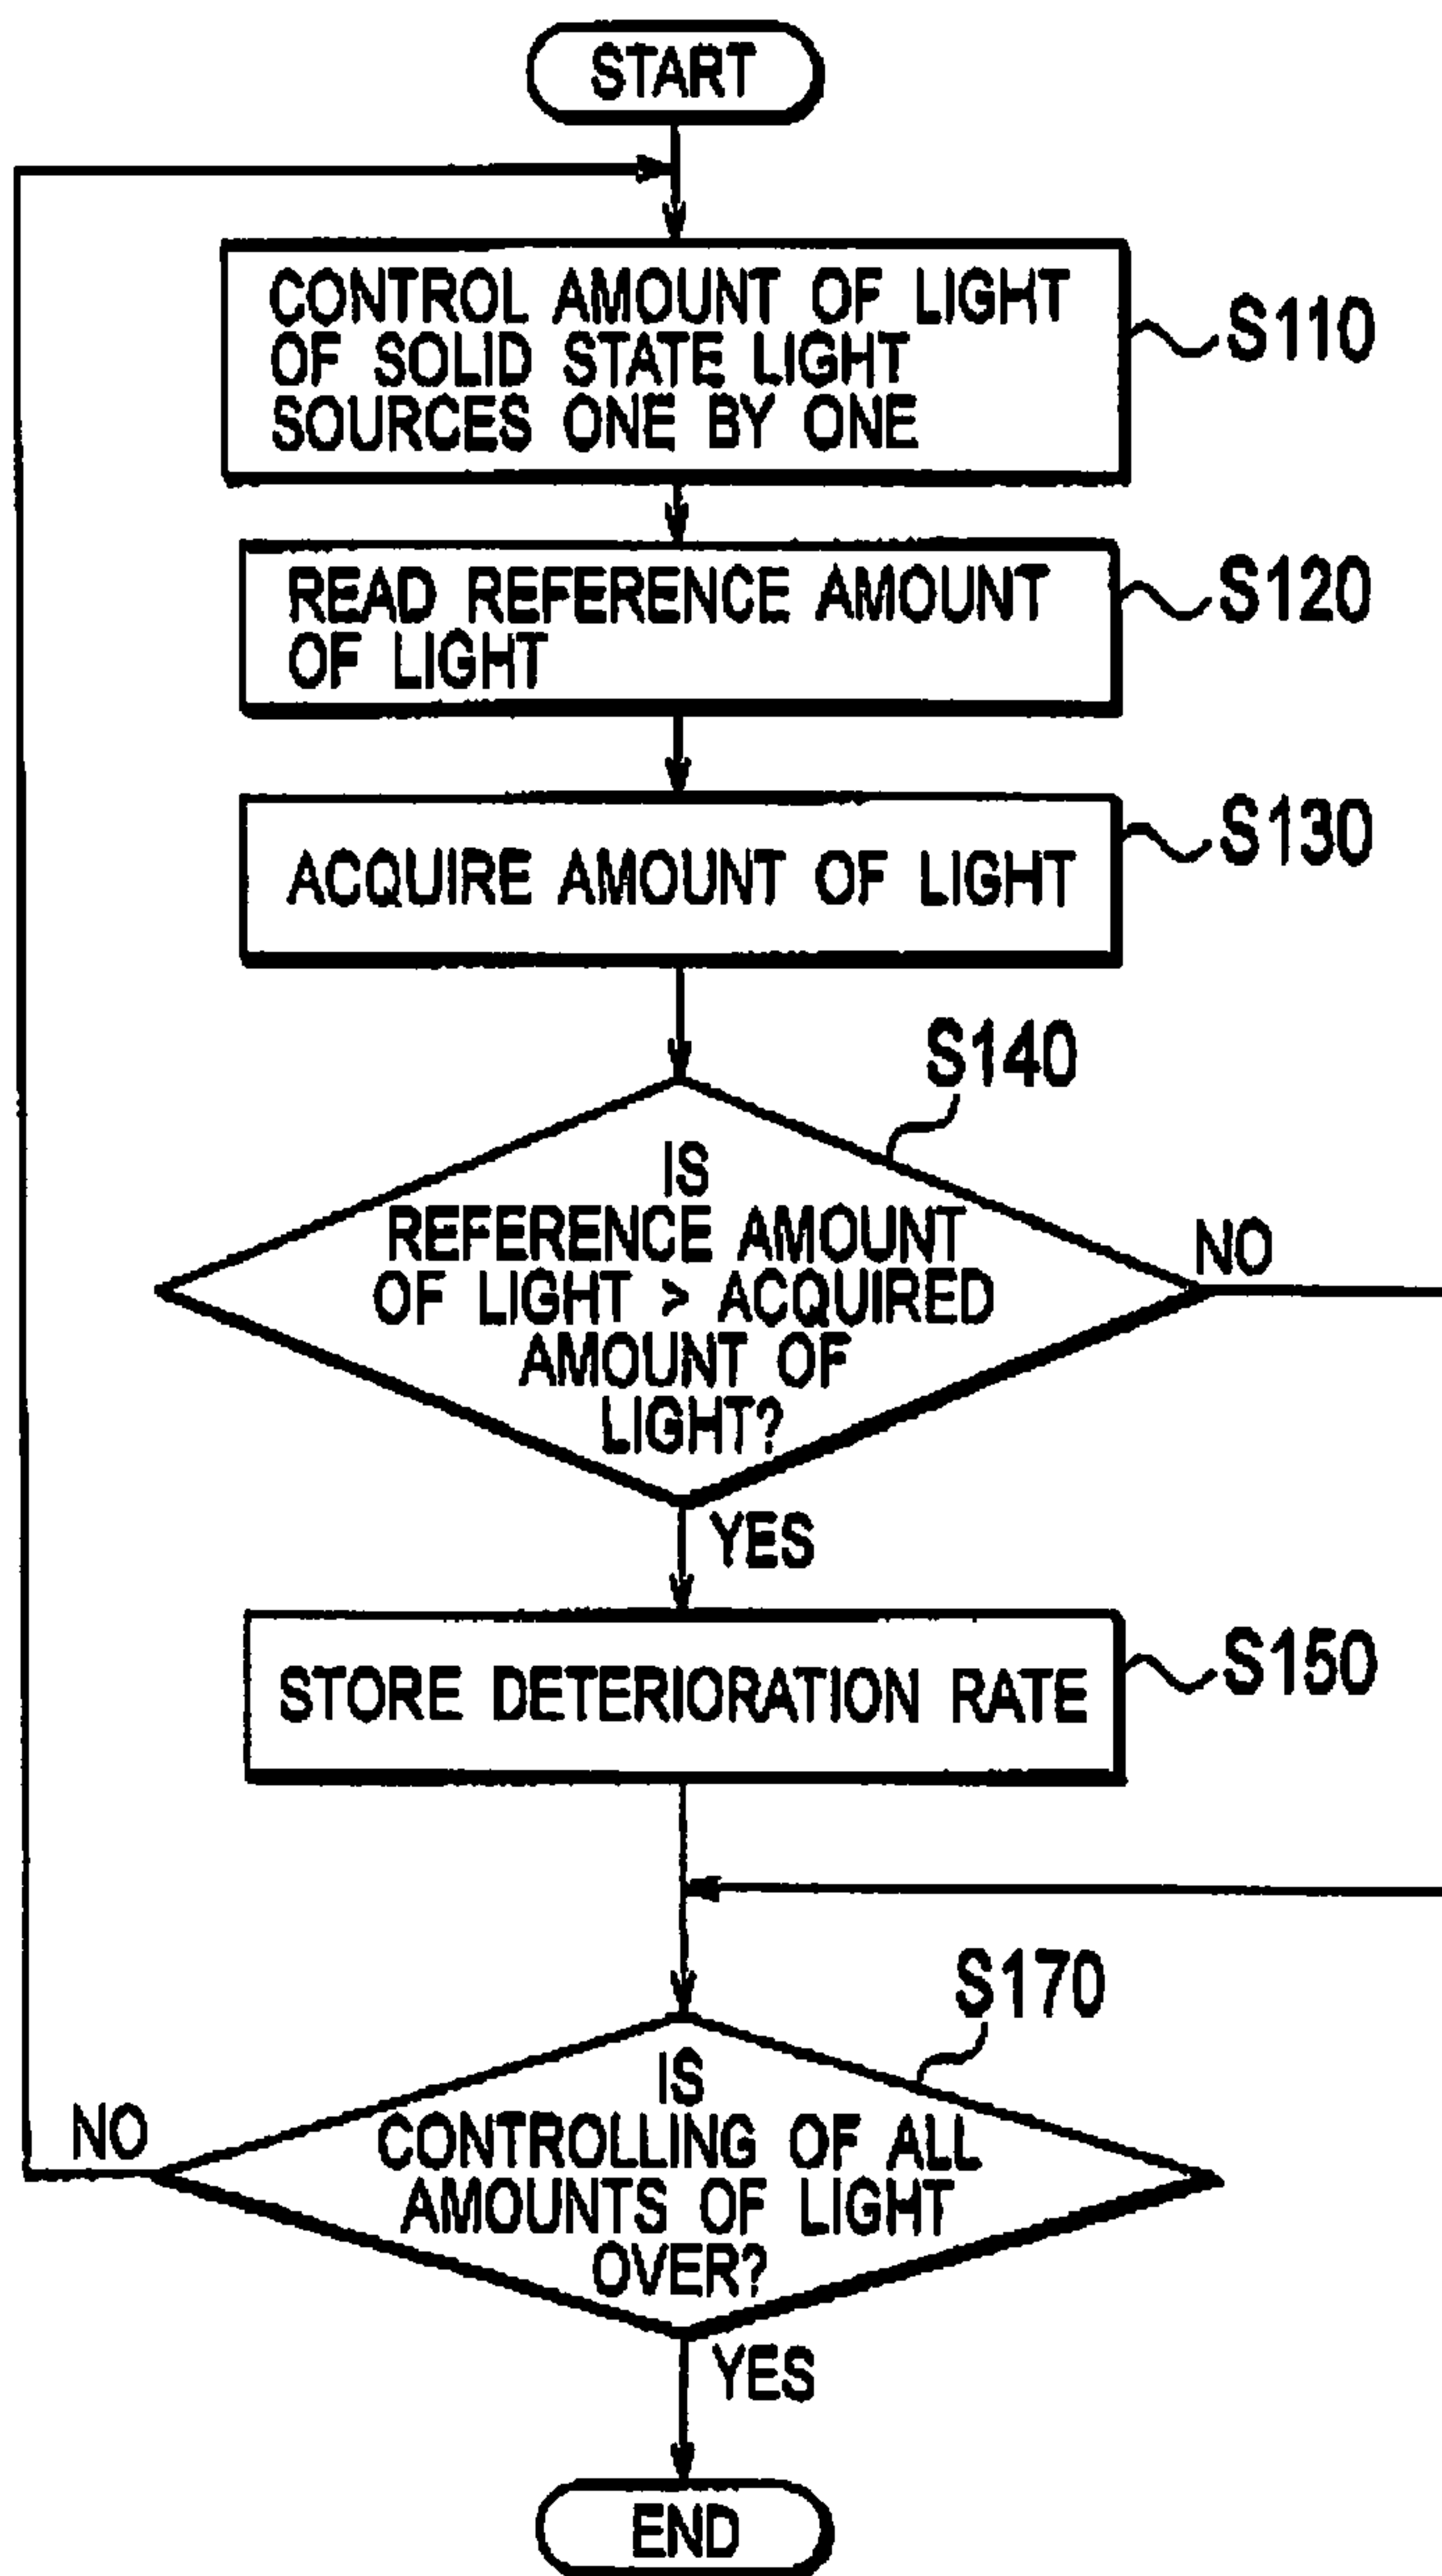 START
CONTROL AMOUNT OF LIGHT
OF SOLID STATE LIGHT
SOURCES ONE BY ONE
S110
READ REFERENCE AMOUNT
OF LIGHT
S120
ACQUIRE AMOUNT OF LIGHT
S130
S140
IS
REFERENCE AMOUNT
OF LIGHT > ACQUIRED
AMOUNT OF
LIGHT?
NO
YES
STORE DETERIORATION RATE
S150
S170
IS
CONTROLLING OF ALL
AMOUNTS OF LIGHT
OVER?
NO
YES
END